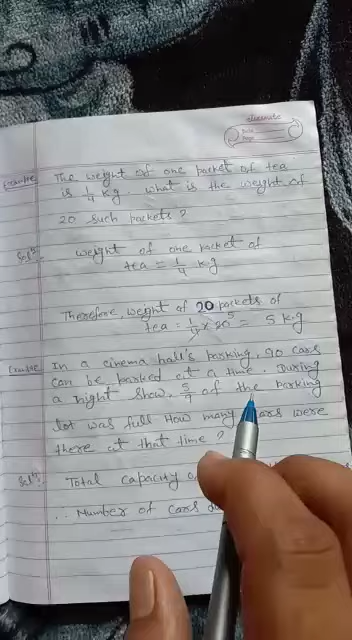 classmate
Date
Page
Example The weight of one packet of tea
is 1/4 kg. what is the weight of
20 such packets?
Solⁿ. weight of one packet of
tea = 1/4 kg
Therefore, weight of 20 packets of
tea = 1/4 × 20 5 = 5 kg
Example In a cinema hall's parking, 90 cars
can be parked at a time. During
a night show, 5/9 of the parking
lot was full How many cars were
there at that time?
Solⁿ: Total capacity
∴ Number of cars